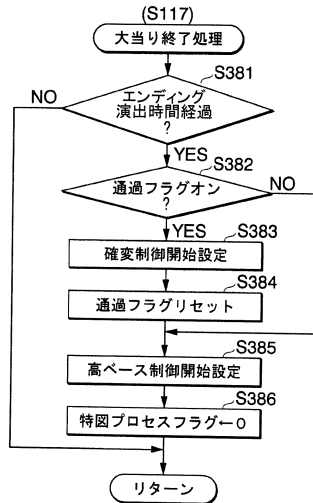 (S117)
大当り終了処理
S381
エンディング
演出時間経過
?
NO
YES
S382
通過フラグオン
?
NO
YES
S383
確変制御開始設定
S384
通過フラグリセット
S385
高ベース制御開始設定
S386
特図プロセスフラグ←0
リターン